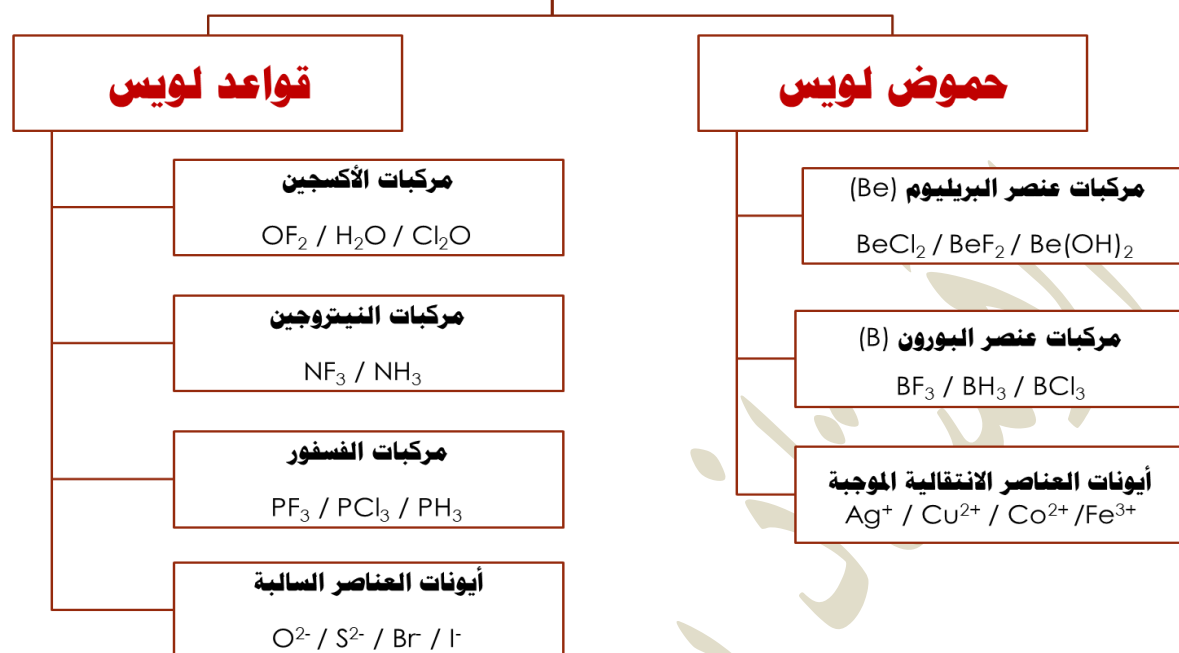 حموض لويس
مركبات عنصر البريليوم (Be)
BeCl₂ / BeF₂ / Be(OH)₂
مركبات عنصر البورون (B)
BF₃ / BH₃ / BCl₃
أيونات العناصر الانتقالية الموجبة
Ag⁺ / Cu²⁺ / Co²⁺ /Fe³⁺
قواعد لويس
مركبات الأكسجين
OF₂ / H₂O / Cl₂O
مركبات النيتروجين
NF₃ / NH₃
مركبات الفسفور
PF₃ / PCl₃ / PH₃
أيونات العناصر السالبة
O²⁻ / S²⁻ / Br⁻ / I⁻